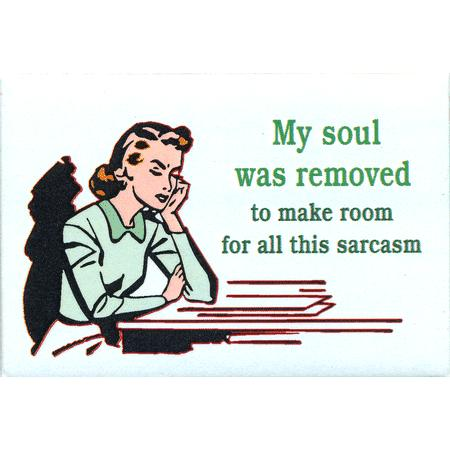 My soul
was removed
to make room
for all this sarcasm